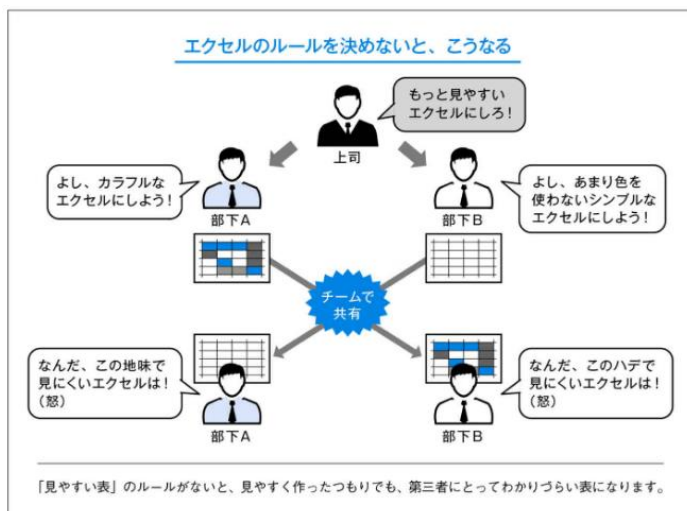 エクセルのルールを決めないと、こうなる
もっと見やすい
エクセルにしろ！
上司
よし、カラフルな
エクセルにしよう！
部下A
よし、あまり色を
使わないシンプルな
エクセルにしよう！
部下B
チームで
共有
なんだ、この地味で
見にくいエクセルは！
（怒）
部下A
なんだ、このハデで
見にくいエクセルは！
（怒）
部下B
「見やすい表」のルールがないと、見やすく作ったつもりでも、第三者にとってわかりづらい表になります。